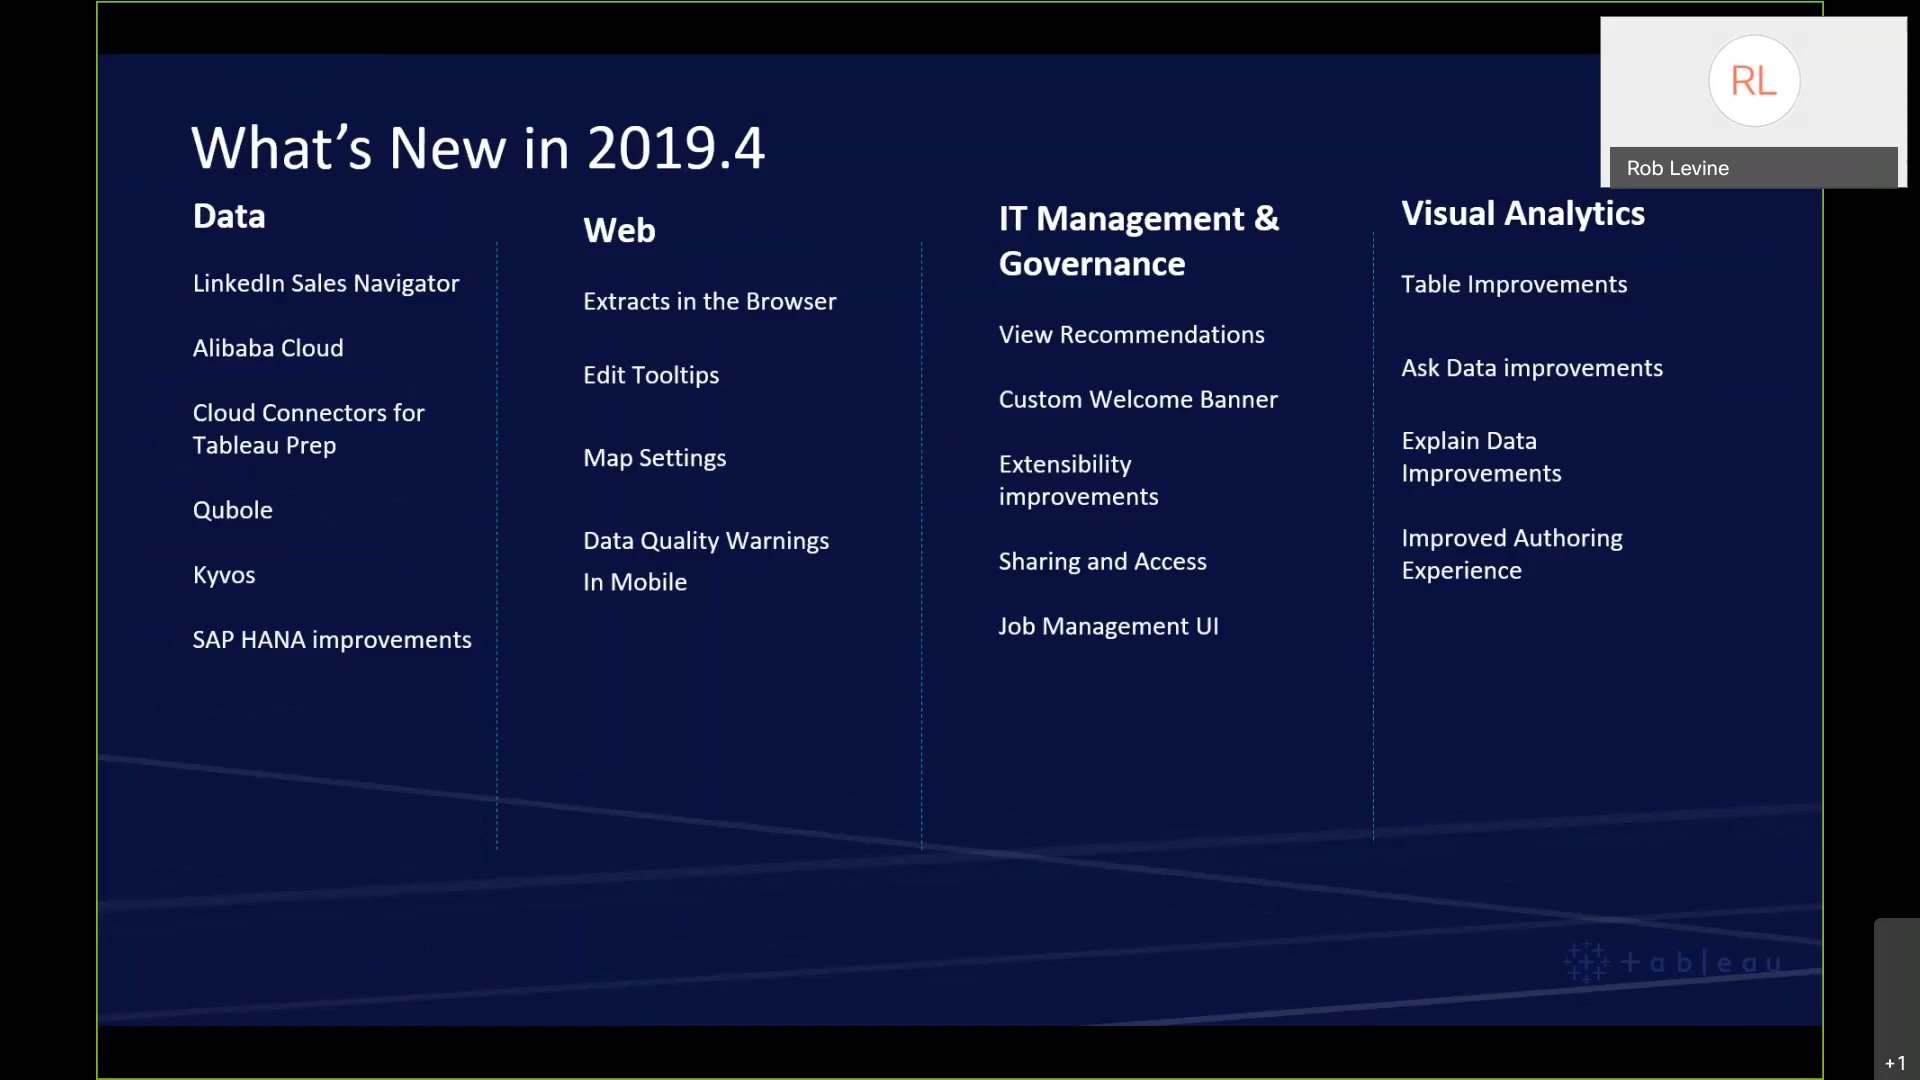 What's New in 2019.4
RL
Rob Levine
Data
LinkedIn Sales Navigator
Alibaba Cloud
Cloud Connectors for
Tableau Prep
Qubole
Kyvos
SAP HANA improvements
Web
Extracts in the Browser
Edit Tooltips
Map Settings
Data Quality Warnings
In Mobile
IT Management &
Governance
View Recommendations
Custom Welcome Banner
Extensibility
improvements
Sharing and Access
Job Management UI
Visual Analytics
Table Improvements
Ask Data improvements
Explain Data
Improvements
Improved Authoring
Experience
tableau
+1